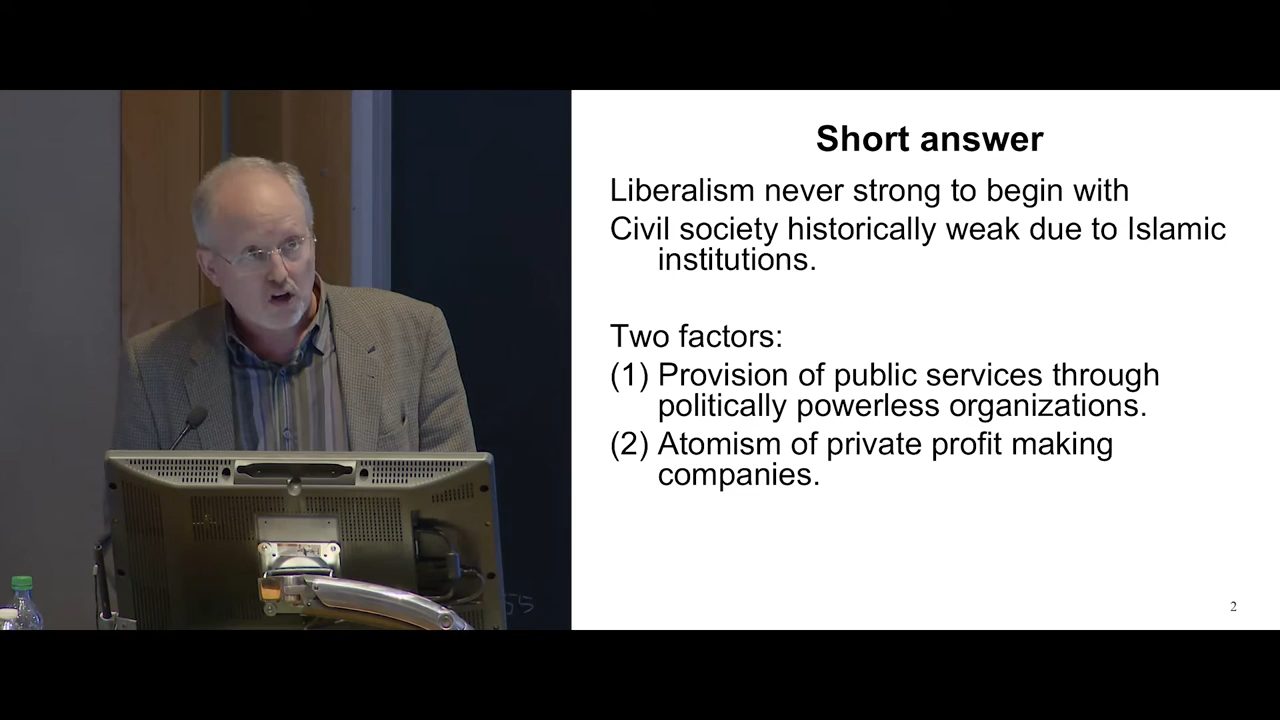 Short answer
Liberalism never strong to begin with
Civil society historically weak due to Islamic
institutions.
Two factors:
(1) Provision of public services through
politically powerless organizations.
(2) Atomism of private profit making
companies.
2